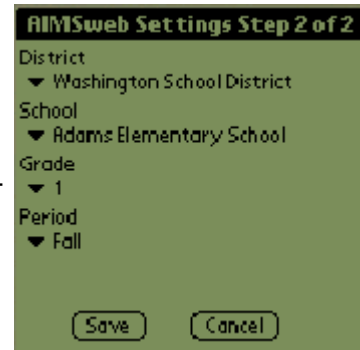 AIMSweb Settings Step 2 of 2
District
Washington School District
School
Adams Elementary School
Grade
1
Period
Fall
Save Cancel